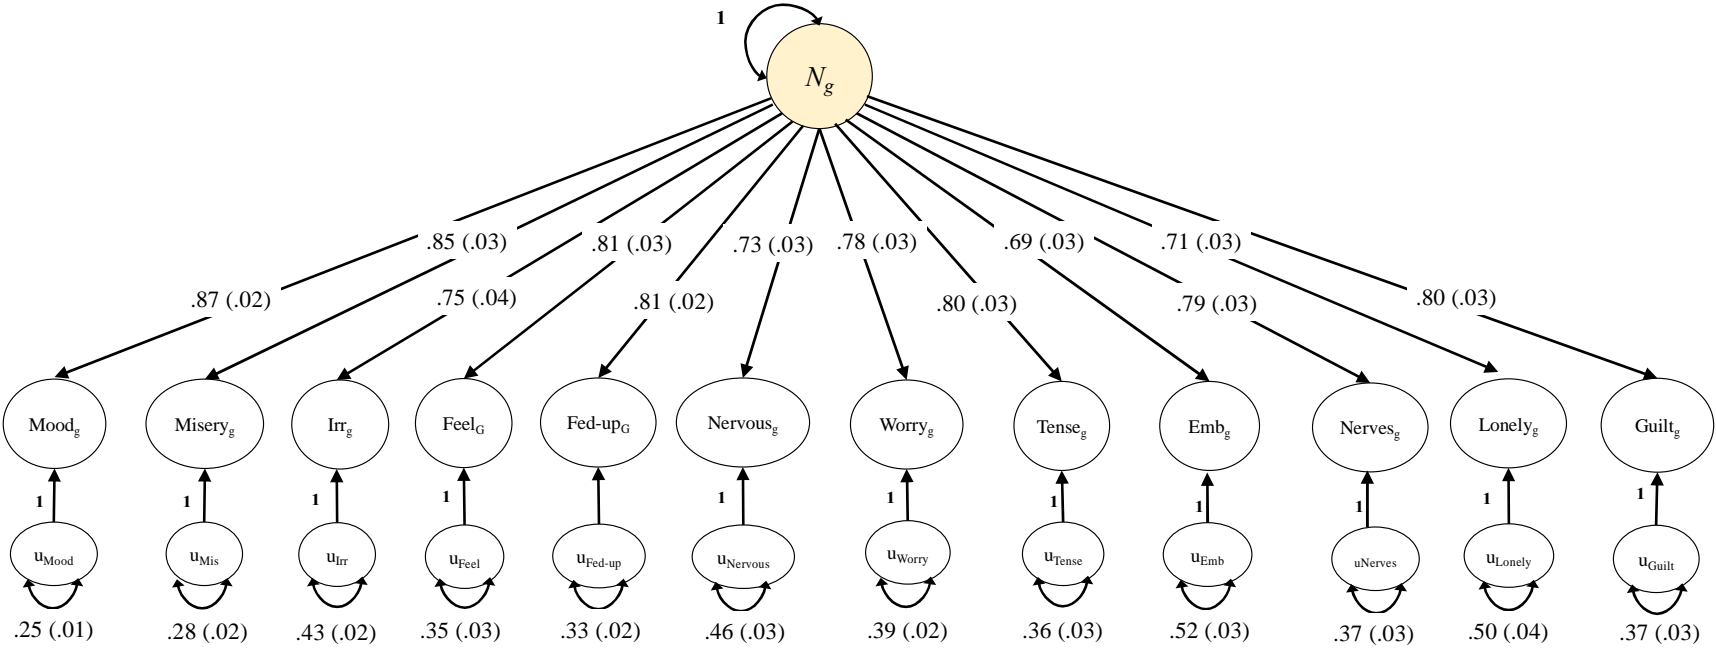 1
Ng
.85 (.03) .81 (.03) .73 (.03) .78 (.03) .69 (.03) .71 (.03)
.87 (.02) .75 (.04) .81 (.02) .80 (.03) .79 (.03) .80 (.03)
Moodg Miseryg Irrg FeelG Fed-upG Nervousg Worryg Tenseg Embg Nervesg Lonelyg Guiltg
1 1 1 1 1 1 1 1 1 1 1
uMood uMis uIrr uFeel uFed-up uNervous uWorry uTense uEmb uNerves uLonely uGuilt
.25 (.01) .28 (.02) .43 (.02) .35 (.03) .33 (.02) .46 (.03) .39 (.02) .36 (.03) .52 (.03) .37 (.03) .50 (.04) .37 (.03)